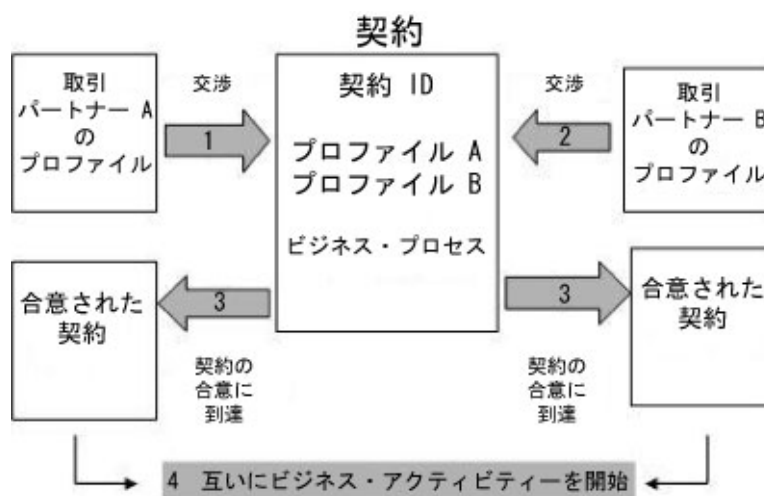 契約
取引
パートナー A
の
プロファイル
交渉
1
契約 ID
プロファイル A
プロファイル B
ビジネス・プロセス
交渉
2
取引
パートナー B
の
プロファイル
合意された
契約
3
契約の
合意に
到達
3
契約の
合意に
到達
合意された
契約
4 互いにビジネス・アクティビティーを開始